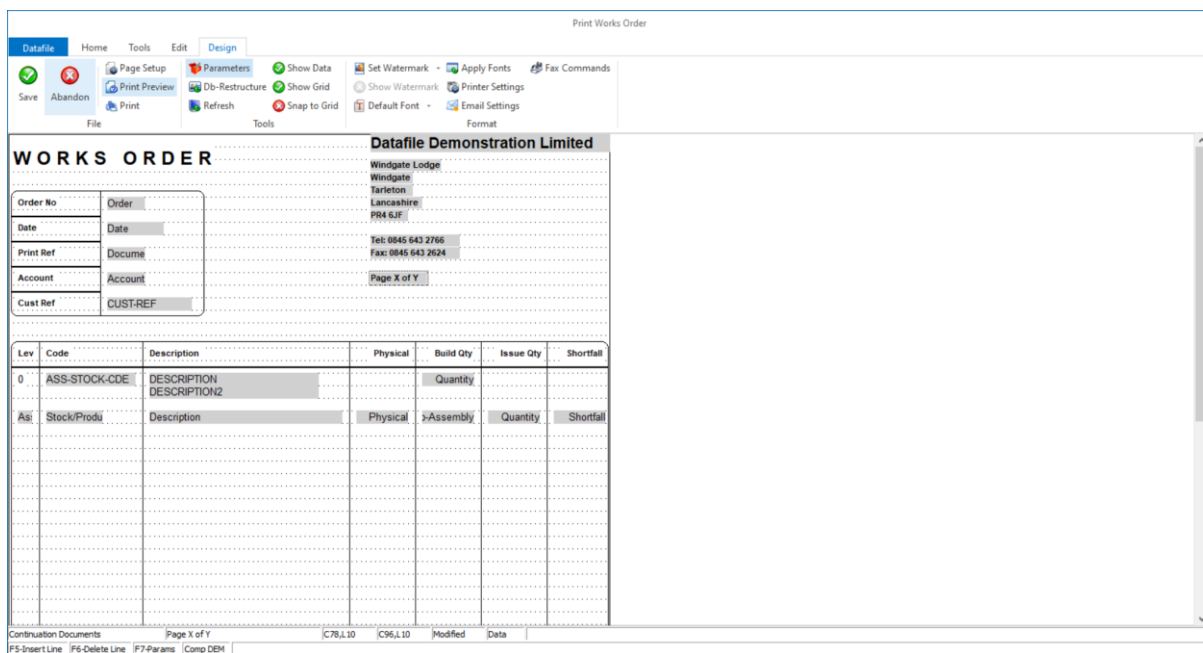 Print Works Order
Datafile Home Tools Edit Design
Save
Abandon
Page Setup
Print Preview
Print
File
Parameters
Db-Restructure
Refresh
Show Data
Show Grid
Snap to Grid
Tools
Set Watermark
Show Watermark
Default Font
Apply Fonts
Printer Settings
Email Settings
Fax Commands
Format
WORKS ORDER
Datafile Demonstration Limited
Windgate Lodge
Windgate
Tarleton
Lancashire
PR4 6JF
Tel: 0845 643 2766
Fax: 0845 643 2624
Page X of Y
Order No Order
Date Date
Print Ref Docume
Account Account
Cust Ref CUST-REF
Lev Code Description Physical Build Qty Issue Qty Shortfall
0 ASS-STOCK-CDE DESCRIPTION Quantity
DESCRIPTION2
As Stock/Produ Description Physical -Assembly Quantity Shortfall
Continuation Documents Page X of Y C78,L10 C96,L10 Modified Data
F5-Insert Line F6-Delete Line F7-Params Comp DEM